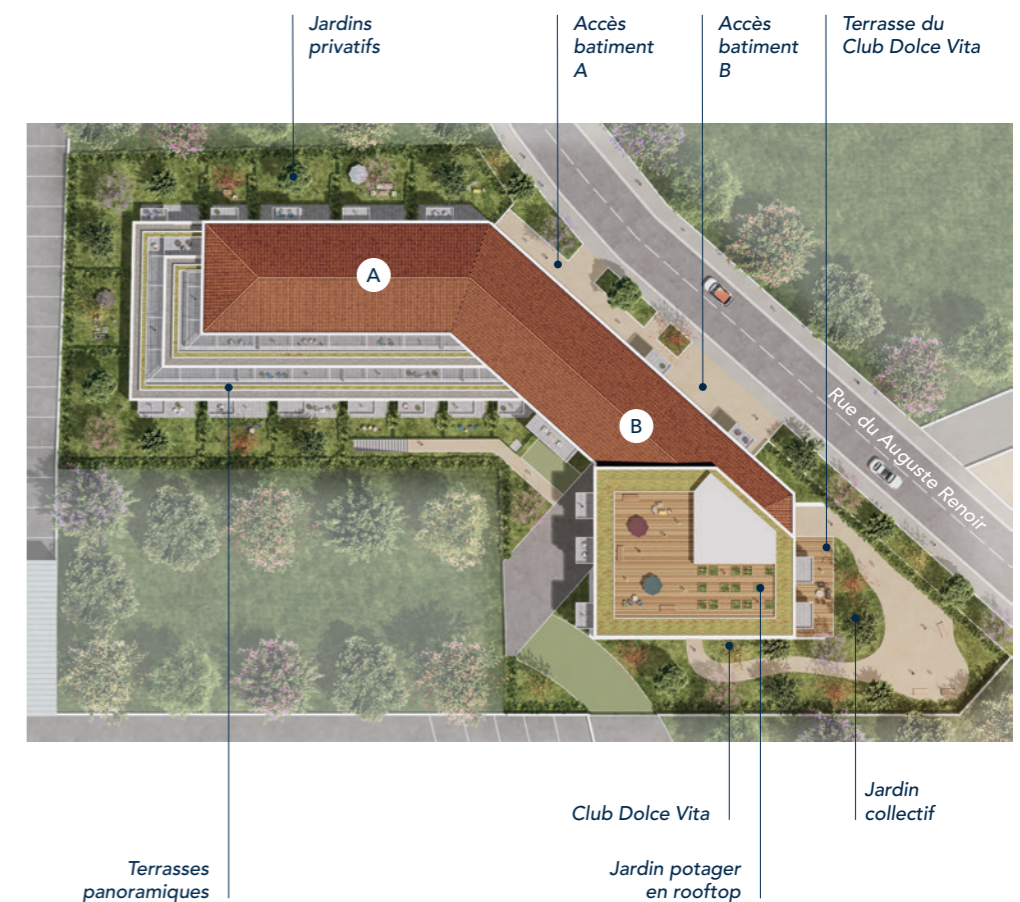 Jardins
privatifs
Accès
batiment
A
Accès
batiment
B
Terrasse du
Club Dolce Vita
A
B
Rue du Auguste Renoir
Club Dolce Vita
Jardin
collectif
Terrasses
panoramiques
Jardin potager
en rooftop